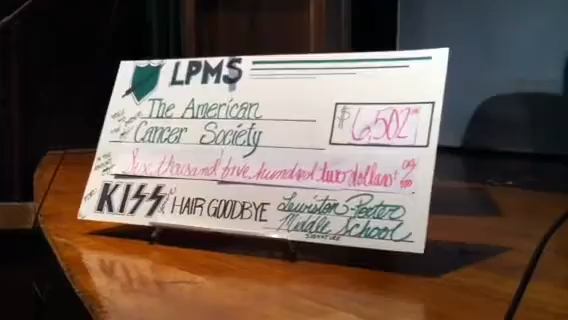 LPMS
The American
Cancer Society
$6,502
Six thousand five hundred two dollars
KISS HAIR GOODBYE
Lewiston-Porter
Middle School
SIGNATURE